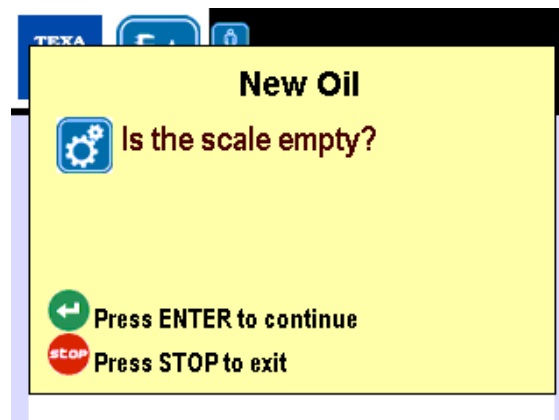 TEXA
New Oil
Is the scale empty?
Press ENTER to continue
stop Press STOP to exit